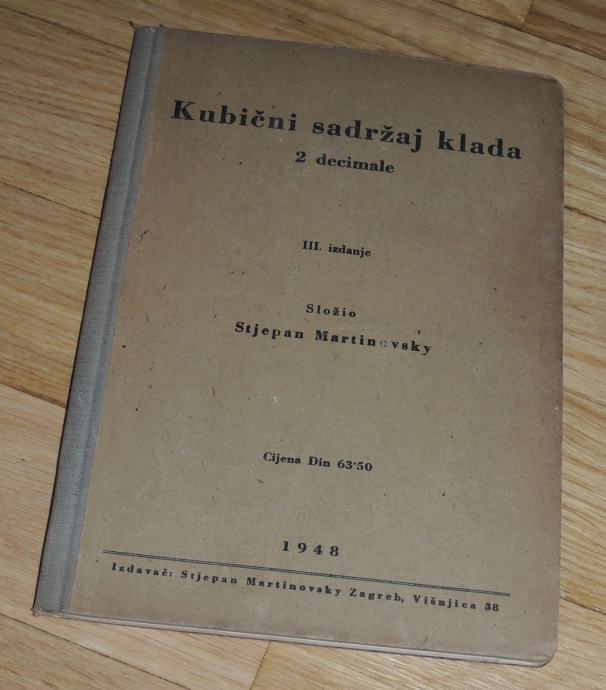 Kubični sadržaj klada
2 decimale
III. izdanje
Složio
Stjepan Martinovsky
Cijena Din 63·50
1948
Izdavač: Stjepan Martinovsky Zagreb, Višnjica 38